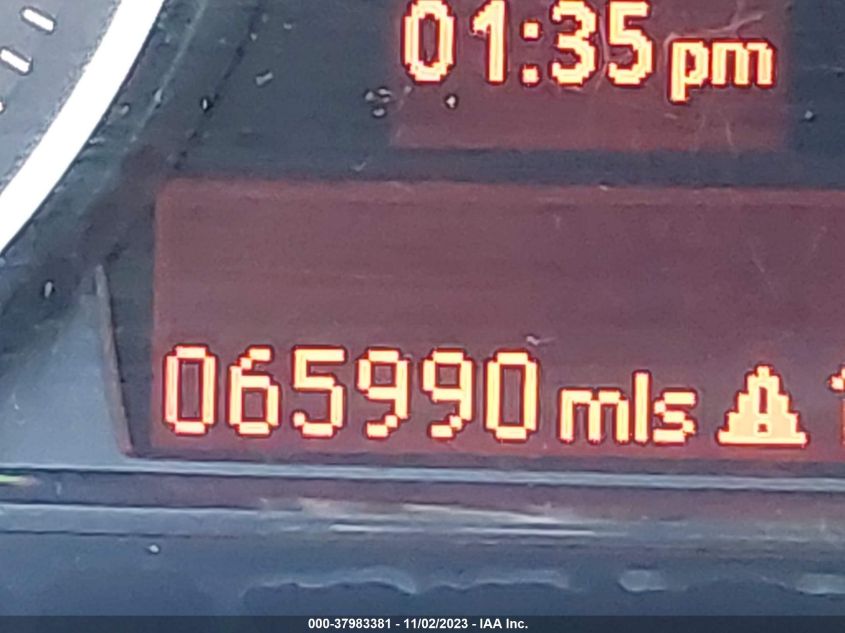 01:35 pm
065990 mls
000-37983381 - 11/02/2023 - IAA Inc.